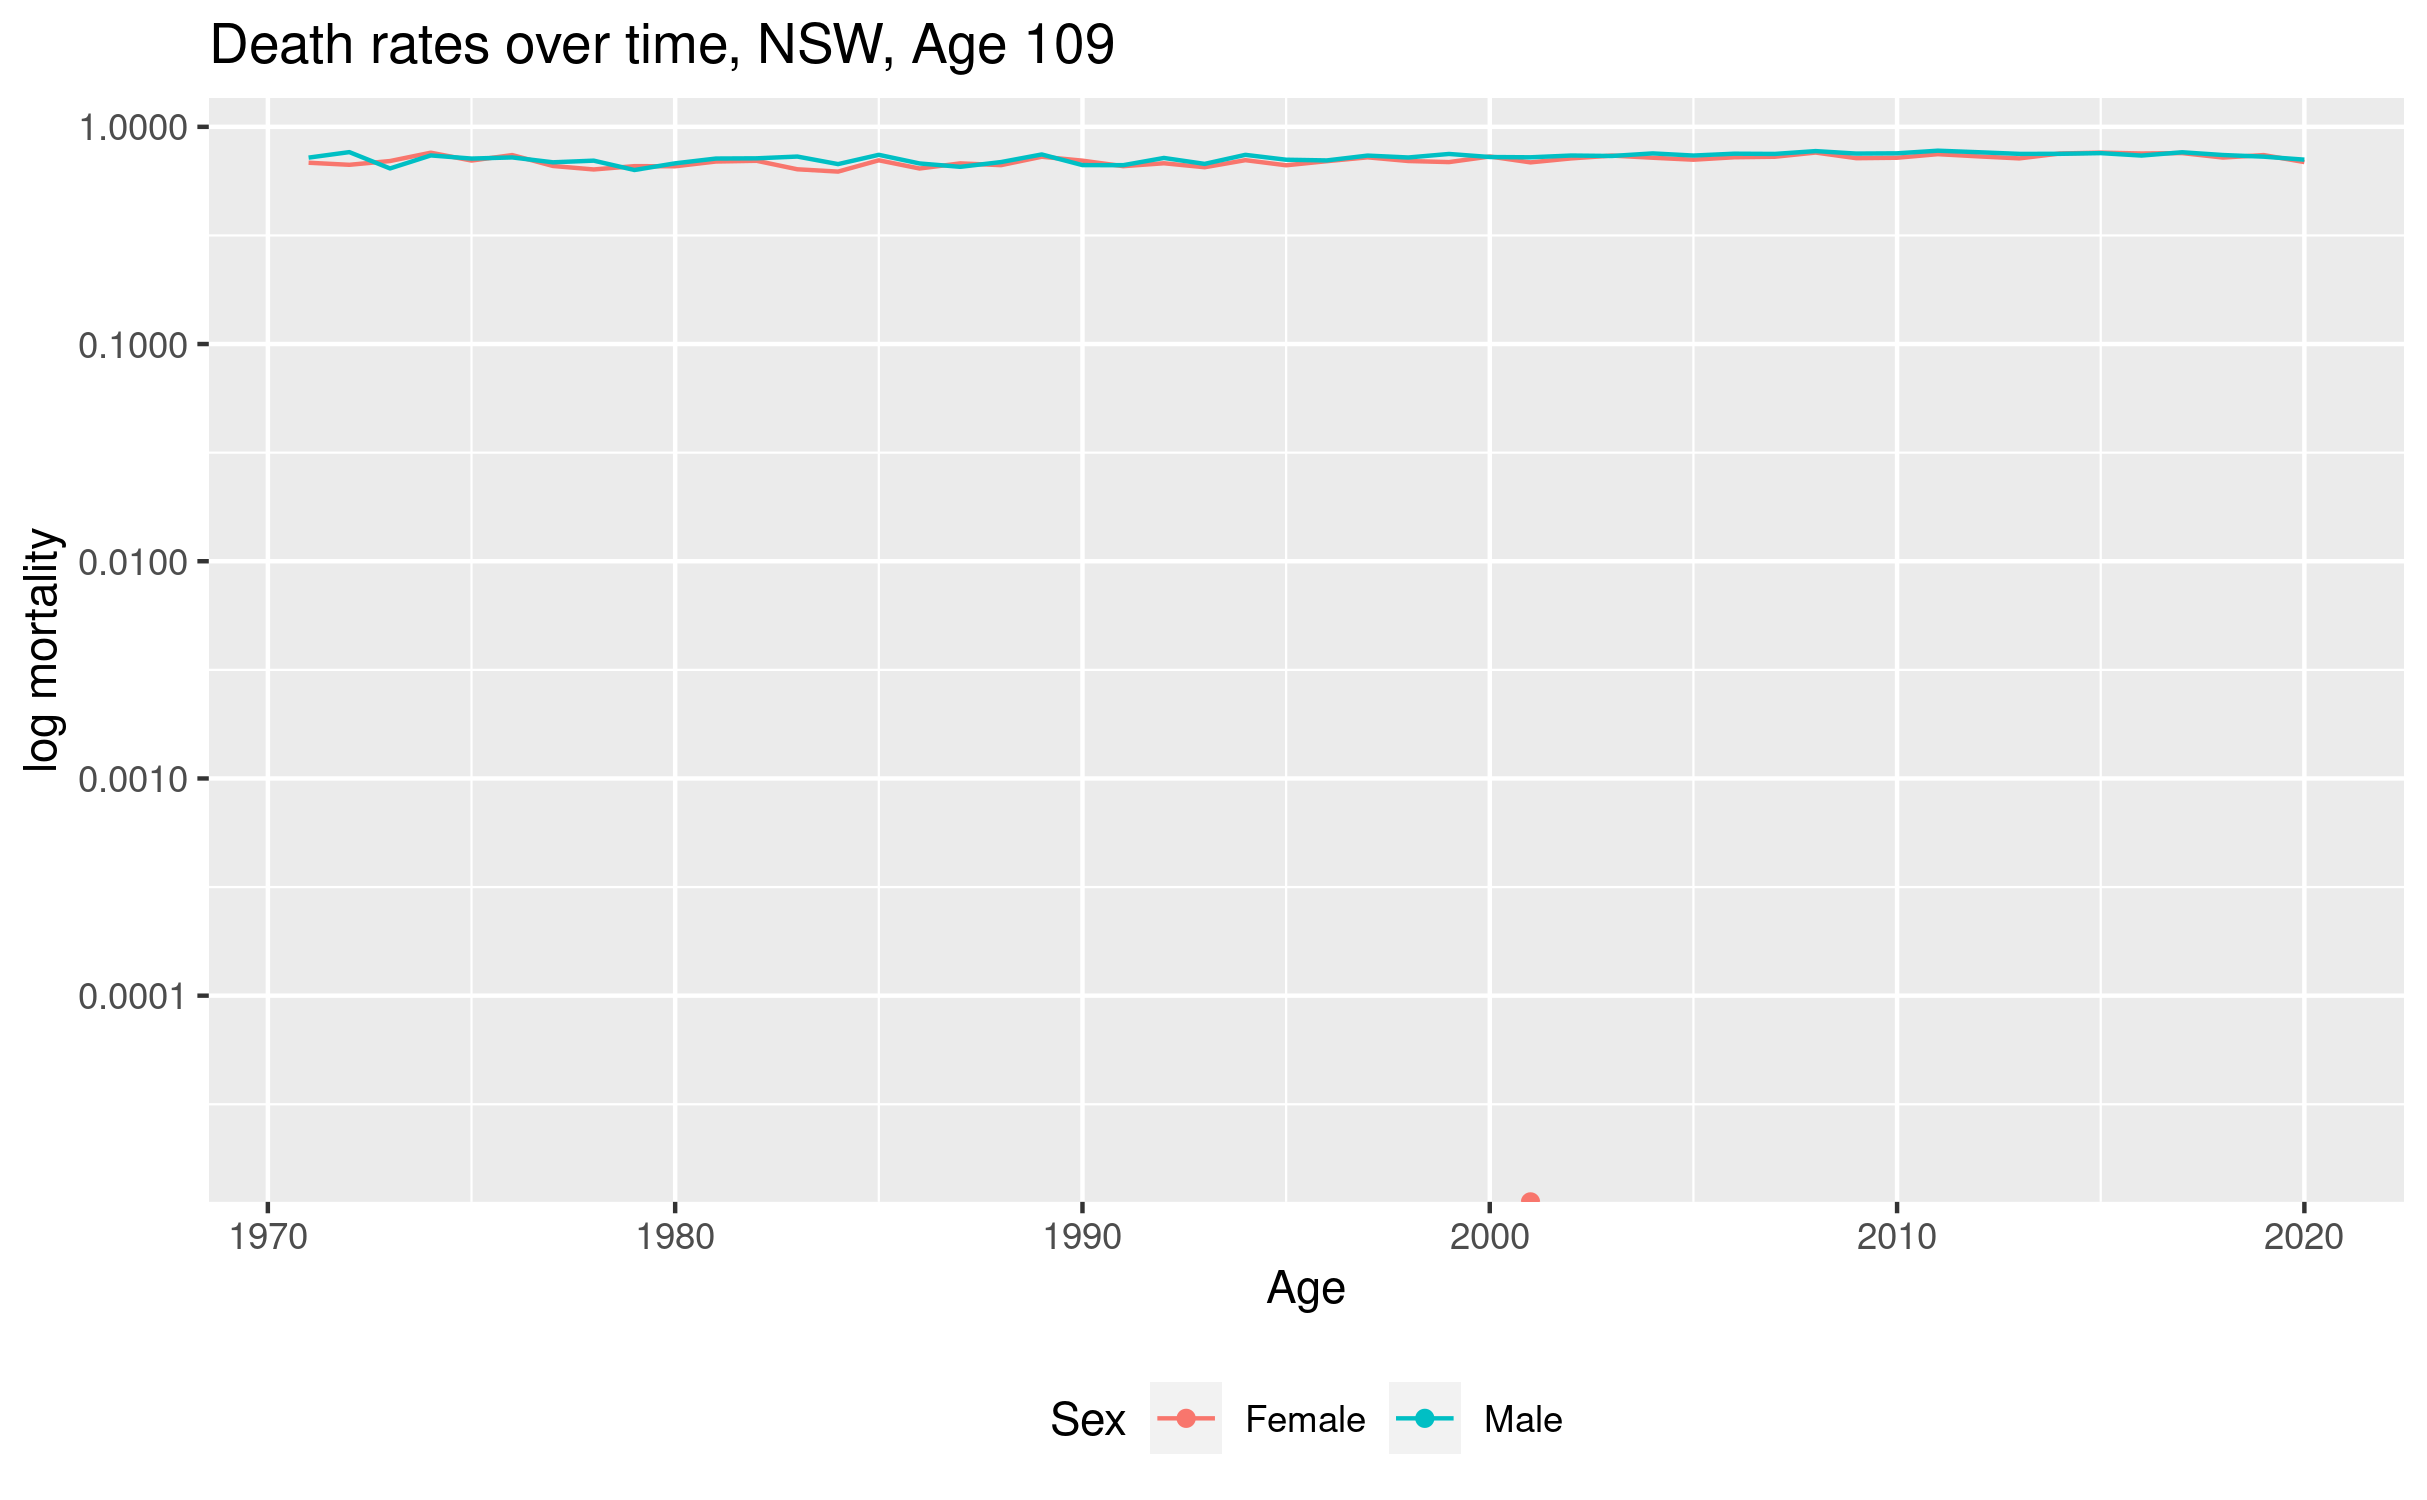 Death rates over time, NSW, Age 109
log mortality
1.0000
0.1000
0.0100
0.0010
0.0001
1970 1980 1990 2000 2010 2020
Age
Sex Female Male